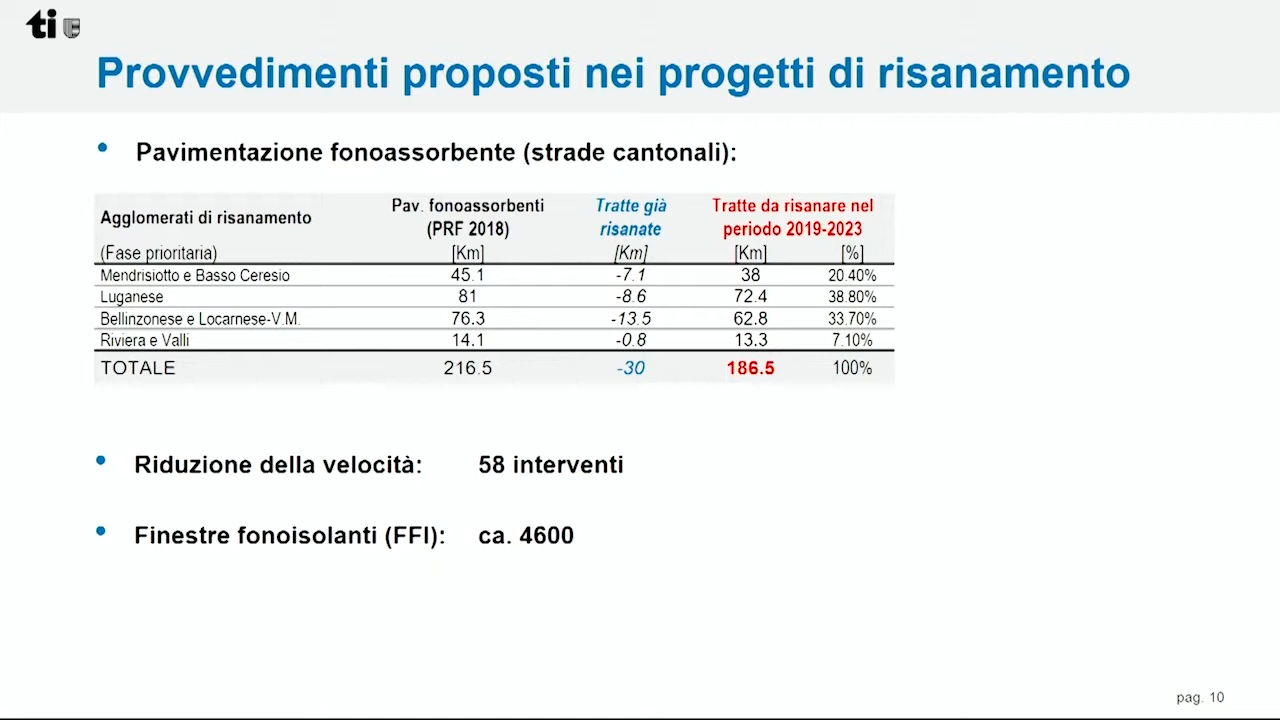 ti
Provvedimenti proposti nei progetti di risanamento
• Pavimentazione fonoassorbente (strade cantonali):
Agglomerati di risanamento Pav. fonoassorbenti (PRF 2018) Tratte già risanate Tratte da risanare nel periodo 2019-2023
(Fase prioritaria) [Km] [Km] [Km] [%]
Mendrisiotto e Basso Ceresio 45.1 -7.1 38 20.40%
Luganese 81 -8.6 72.4 38.80%
Bellinzonese e Locarnese-V.M. 76.3 -13.5 62.8 33.70%
Riviera e Valli 14.1 -0.8 13.3 7.10%
TOTALE 216.5 -30 186.5 100%
• Riduzione della velocità: 58 interventi
• Finestre fonoisolanti (FFI): ca. 4600
pag. 10